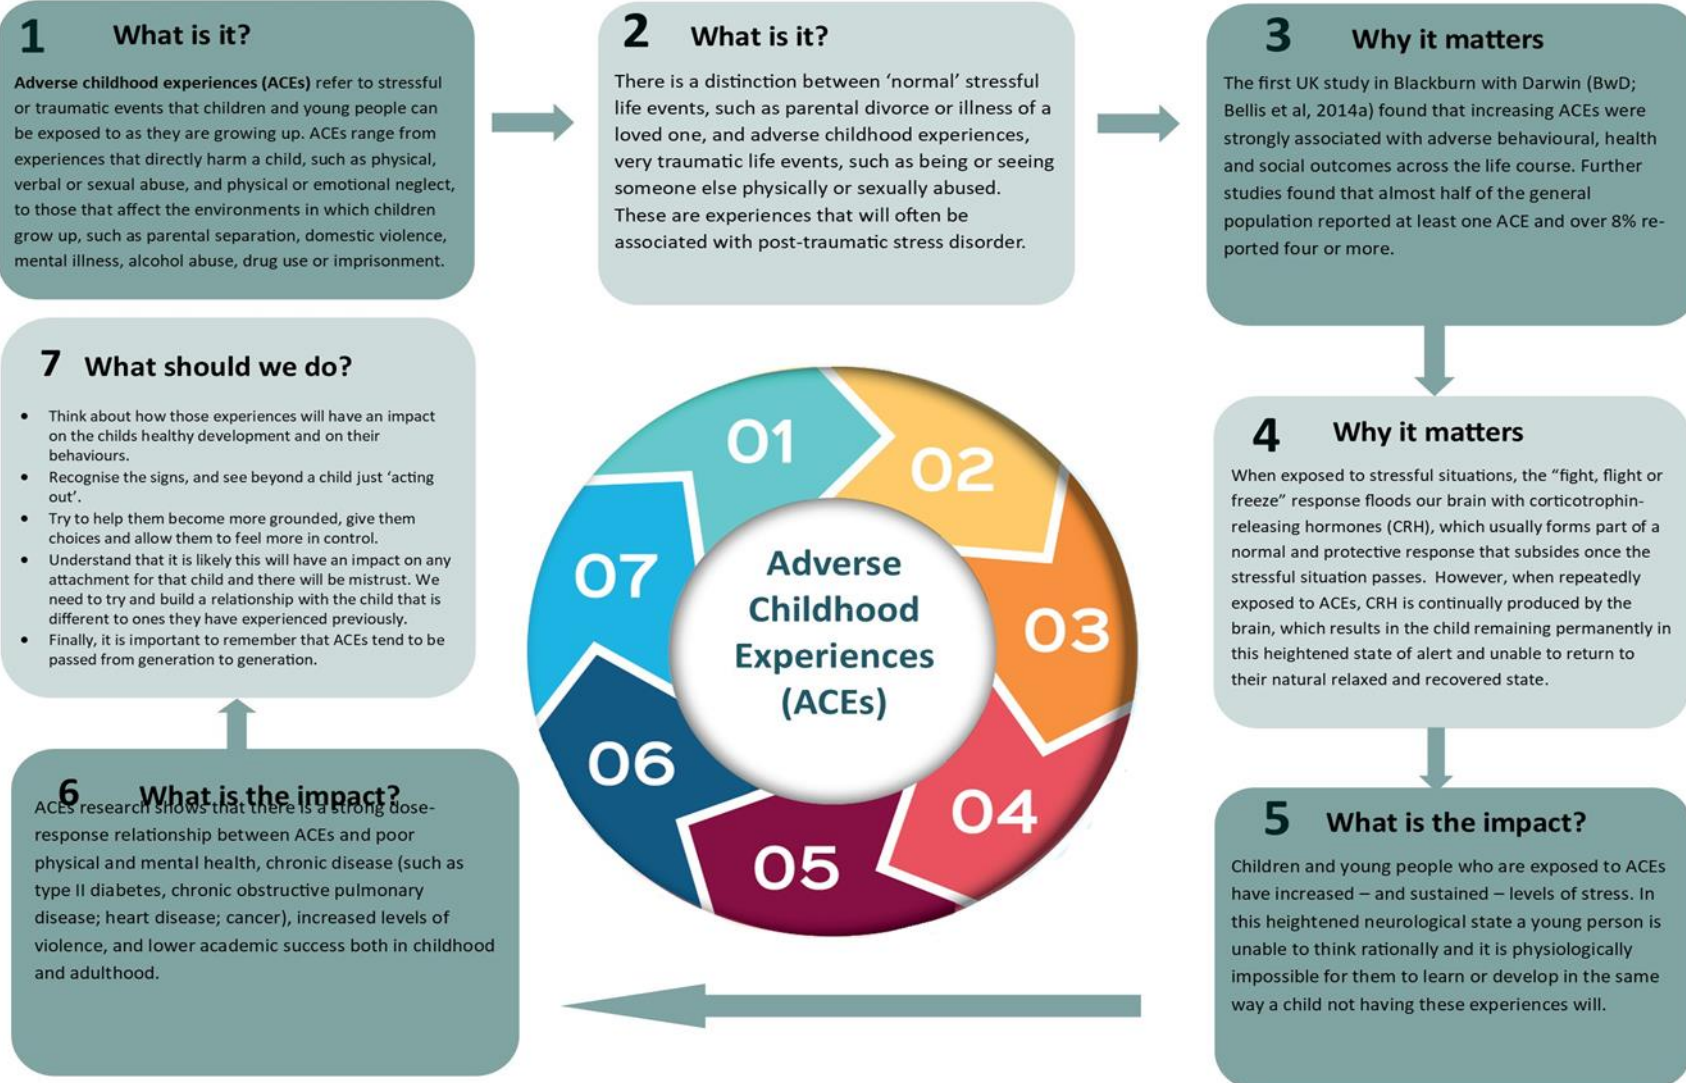 1 What is it?
Adverse childhood experiences (ACEs) refer to stressful
or traumatic events that children and young people can
be exposed to as they are growing up. ACEs range from
experiences that directly harm a child, such as physical,
verbal or sexual abuse, and physical or emotional neglect,
to those that affect the environments in which children
grow up, such as parental separation, domestic violence,
mental illness, alcohol abuse, drug use or imprisonment.
2 What is it?
There is a distinction between ‘normal’ stressful
life events, such as parental divorce or illness of a
loved one, and adverse childhood experiences,
very traumatic life events, such as being or seeing
someone else physically or sexually abused.
These are experiences that will often be
associated with post-traumatic stress disorder.
3 Why it matters
The first UK study in Blackburn with Darwin (BwD;
Bellis et al, 2014a) found that increasing ACEs were
strongly associated with adverse behavioural, health
and social outcomes across the life course. Further
studies found that almost half of the general
population reported at least one ACE and over 8% re-
ported four or more.
4 Why it matters
When exposed to stressful situations, the “fight, flight or
freeze” response floods our brain with corticotrophin-
releasing hormones (CRH), which usually forms part of a
normal and protective response that subsides once the
stressful situation passes. However, when repeatedly
exposed to ACEs, CRH is continually produced by the
brain, which results in the child remaining permanently in
this heightened state of alert and unable to return to
their natural relaxed and recovered state.
5 What is the impact?
Children and young people who are exposed to ACEs
have increased – and sustained – levels of stress. In
this heightened neurological state a young person is
unable to think rationally and it is physiologically
impossible for them to learn or develop in the same
way a child not having these experiences will.
6 What is the impact?
ACEs research shows that there is a strong dose-
response relationship between ACEs and poor
physical and mental health, chronic disease (such as
type II diabetes, chronic obstructive pulmonary
disease; heart disease; cancer), increased levels of
violence, and lower academic success both in childhood
and adulthood.
7 What should we do?
• Think about how those experiences will have an impact
on the childs healthy development and on their
behaviours.
• Recognise the signs, and see beyond a child just ‘acting
out’.
• Try to help them become more grounded, give them
choices and allow them to feel more in control.
• Understand that it is likely this will have an impact on any
attachment for that child and there will be mistrust. We
need to try and build a relationship with the child that is
different to ones they have experienced previously.
• Finally, it is important to remember that ACEs tend to be
passed from generation to generation.
01
02
03
04
05
06
07
Adverse
Childhood
Experiences
(ACEs)